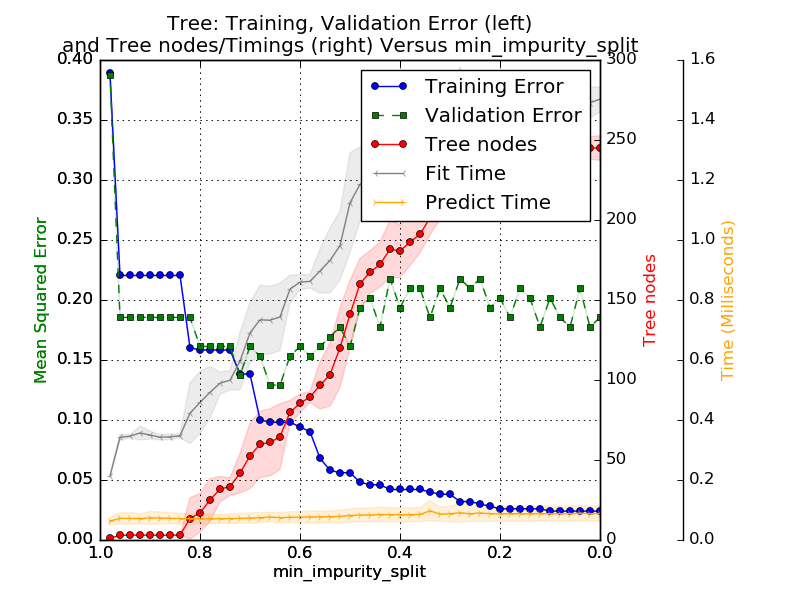 Tree: Training, Validation Error (left)
and Tree nodes/Timings (right) Versus min_impurity_split
Training Error
Validation Error
Tree nodes
Fit Time
Predict Time
Mean Squared Error
0.40
0.35
0.30
0.25
0.20
0.15
0.10
0.05
0.00
1.0 0.8 0.6 0.4 0.2 0.0
min_impurity_split
300
250
200
150
100
50
0
Tree nodes
1.6
1.4
1.2
1.0
0.8
0.6
0.4
0.2
0.0
Time (Milliseconds)